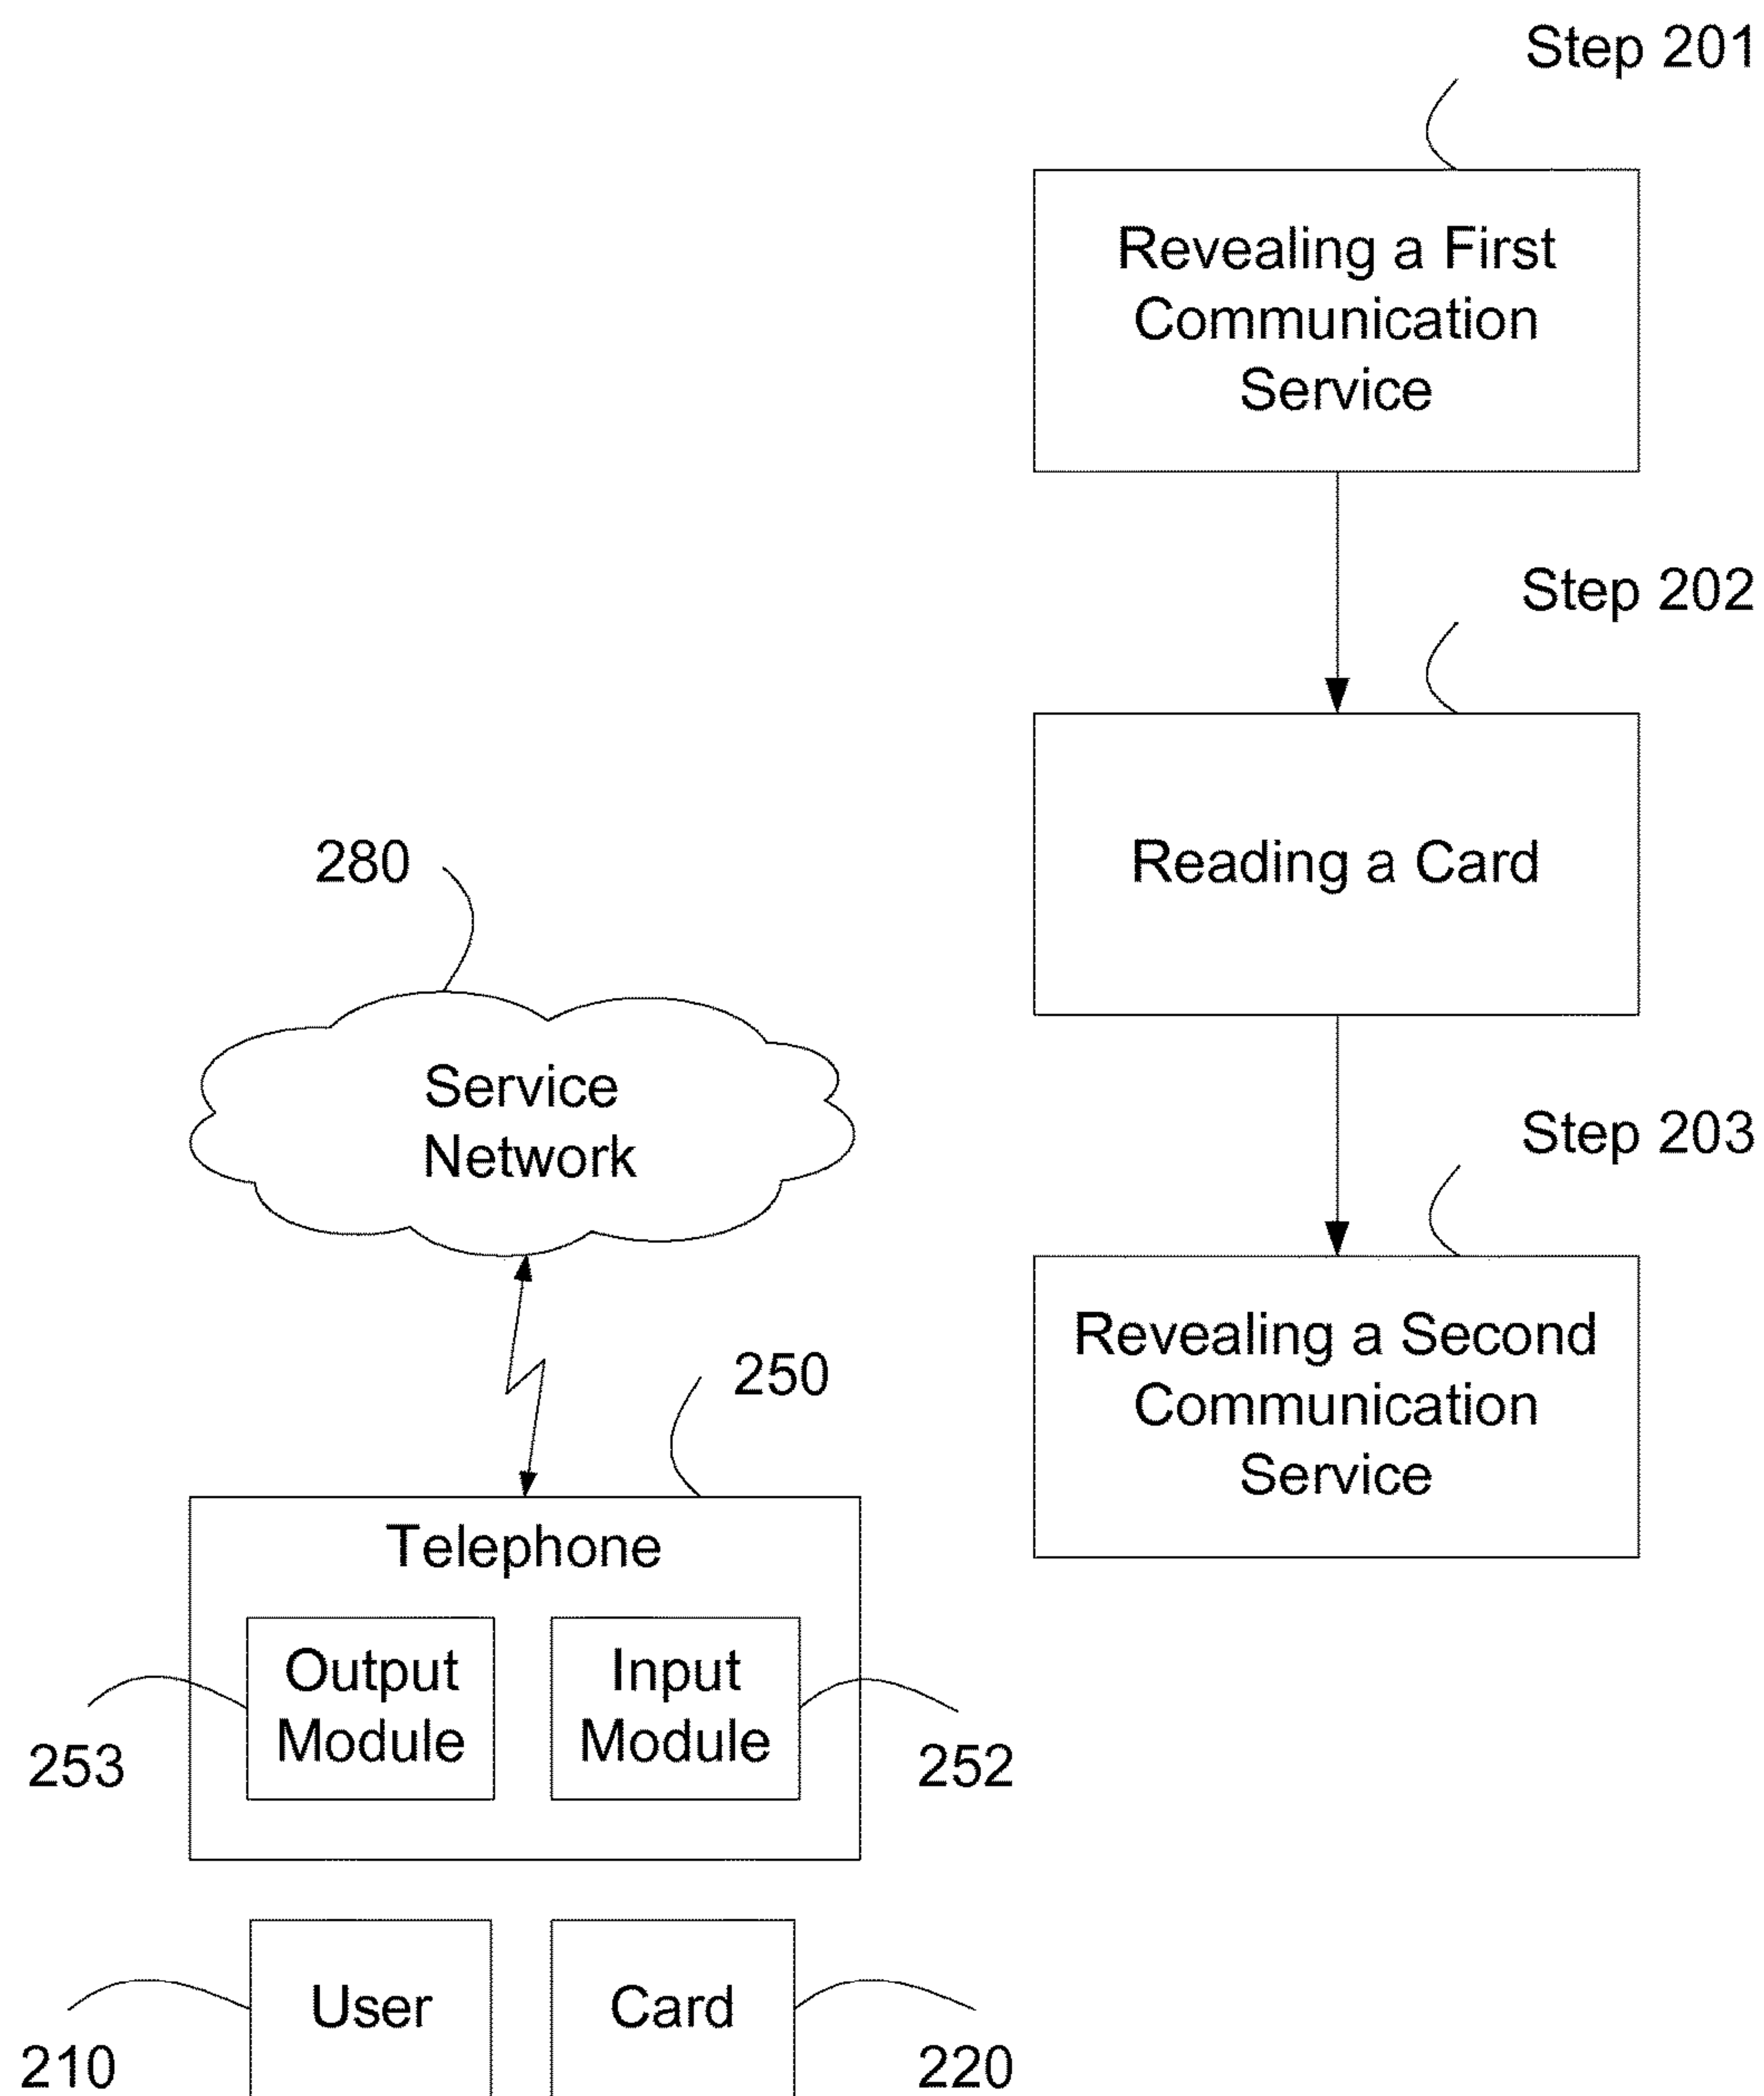 Step 201
Revealing a First
Communication
Service
Step 202
Reading a Card
Step 203
Revealing a Second
Communication
Service
280
Service
Network
250
Telephone
Output
Module
Input
Module
253
252
User
Card
210
220